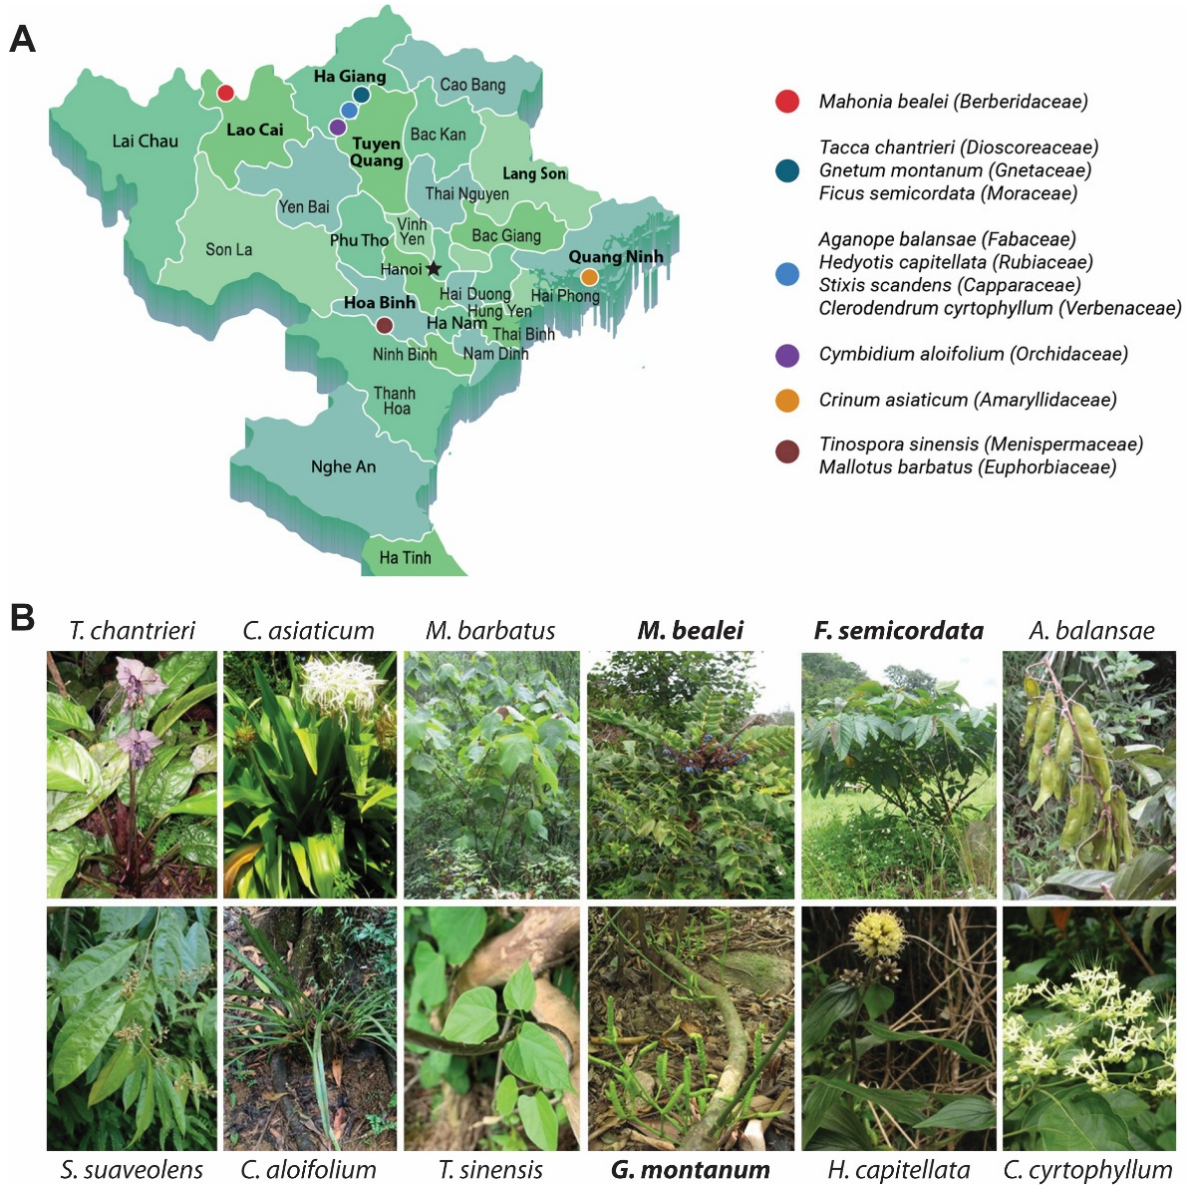 A
Ha Giang
Cao Bang
Lai Chau
Lao Cai
Tuyen
Quang
Bac Kan
Lang Son
Thai Nguyen
Yen Bai
Son La
Phu Tho
Vinh
Yen
Bac Giang
Quang Ninh
Hanoi
Hai Duong
Hai Phong
Hoa Binh
Hung Yen
Ha Nam
Thai Binh
Ninh Binh
Nam Dinh
Thanh
Hoa
Nghe An
Ha Tinh
Mahonia bealei (Berberidaceae)
Tacca chantrieri (Dioscoreaceae)
Gnetum montanum (Gnetaceae)
Ficus semicordata (Moraceae)
Aganope balansae (Fabaceae)
Hedyotis capitellata (Rubiaceae)
Stixis scandens (Capparaceae)
Clerodendrum cyrtophyllum (Verbenaceae)
Cymbidium aloifolium (Orchidaceae)
Crinum asiaticum (Amaryllidaceae)
Tinospora sinensis (Menispermaceae)
Mallotus barbatus (Euphorbiaceae)
B
T. chantrieri
C. asiaticum
M. barbatus
M. bealei
F. semicordata
A. balansae
S. suaveolens
C. aloifolium
T. sinensis
G. montanum
H. capitellata
C. cyrtophyllum